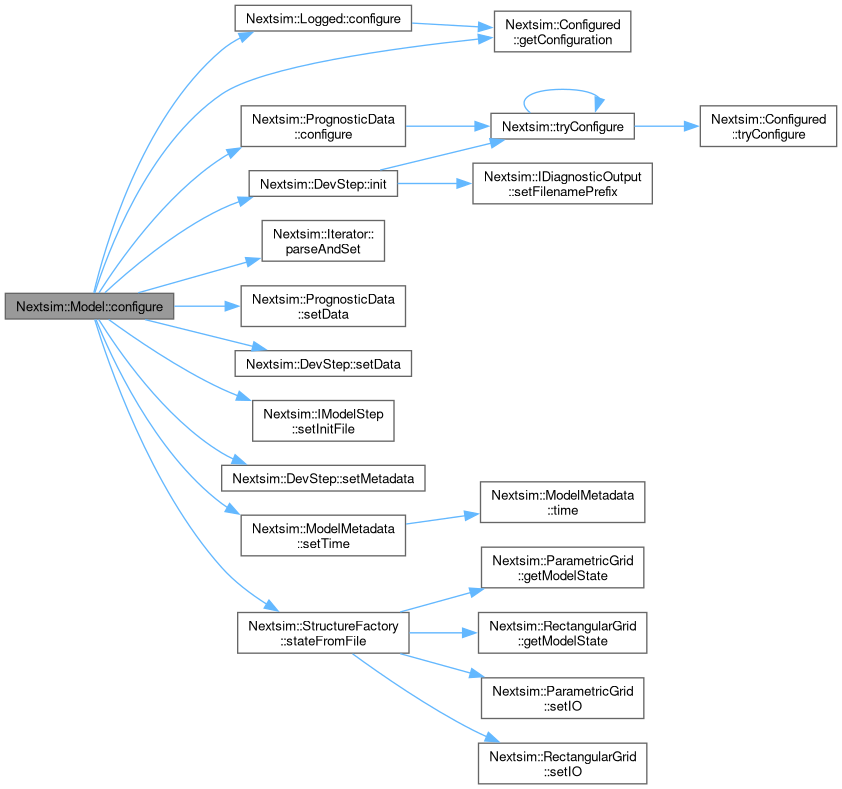 Nextsim::Model::configure
Nextsim::Logged::configure
Nextsim::Configured
::getConfiguration
Nextsim::PrognosticData
::configure
Nextsim::tryConfigure
Nextsim::Configured
::tryConfigure
Nextsim::DevStep::init
Nextsim::IDiagnosticOutput
::setFilenamePrefix
Nextsim::Iterator::
parseAndSet
Nextsim::PrognosticData
::setData
Nextsim::DevStep::setData
Nextsim::IModelStep
::setInitFile
Nextsim::DevStep::setMetadata
Nextsim::ModelMetadata
::setTime
Nextsim::ModelMetadata
::time
Nextsim::StructureFactory
::stateFromFile
Nextsim::ParametricGrid
::getModelState
Nextsim::RectangularGrid
::getModelState
Nextsim::ParametricGrid
::setIO
Nextsim::RectangularGrid
::setIO